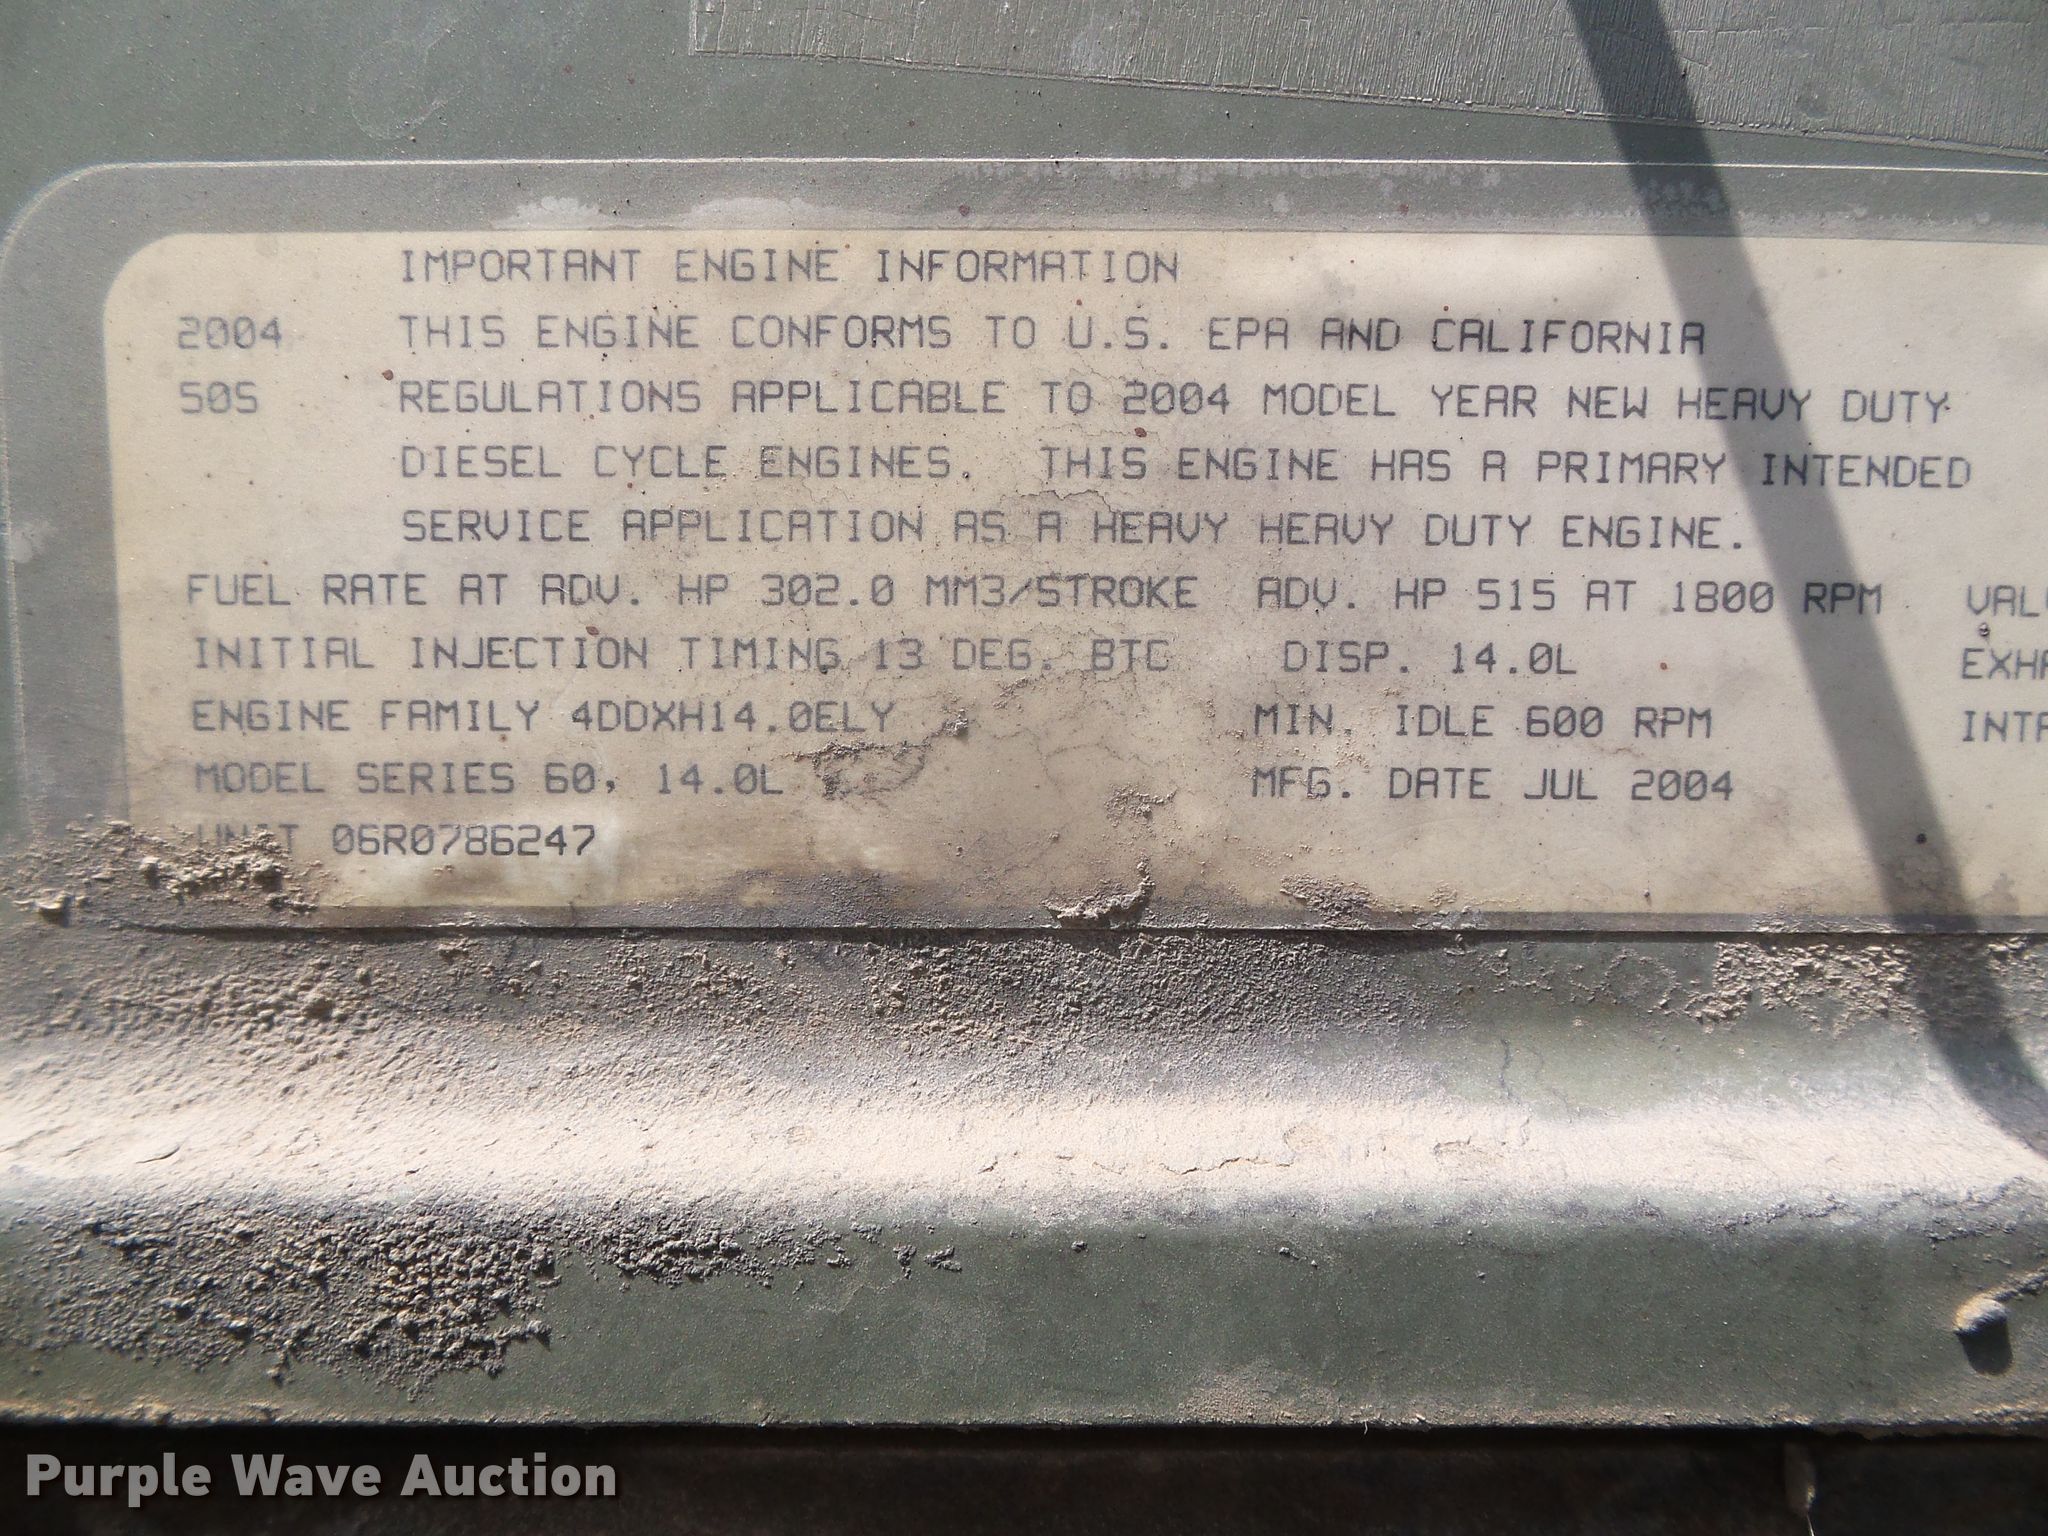 IMPORTANT ENGINE INFORMATION
2004 THIS ENGINE CONFORMS TO U.S. EPA AND CALIFORNIA
50S REGULATIONS APPLICABLE TO 2004 MODEL YEAR NEW HEAVY DUTY
DIESEL CYCLE ENGINES. THIS ENGINE HAS A PRIMARY INTENDED
SERVICE APPLICATION AS A HEAVY HEAVY DUTY ENGINE.
FUEL RATE AT ADV. HP 302.0 MM3/STROKE ADV. HP 515 AT 1800 RPM
INITIAL INJECTION TIMING 13 DEG. BTC DISP. 14.0L
ENGINE FAMILY 4DDXH14.0ELY MIN. IDLE 600 RPM
MODEL SERIES 60, 14.0L MFG. DATE JUL 2004
UNIT 06R0786247
Purple Wave Auction